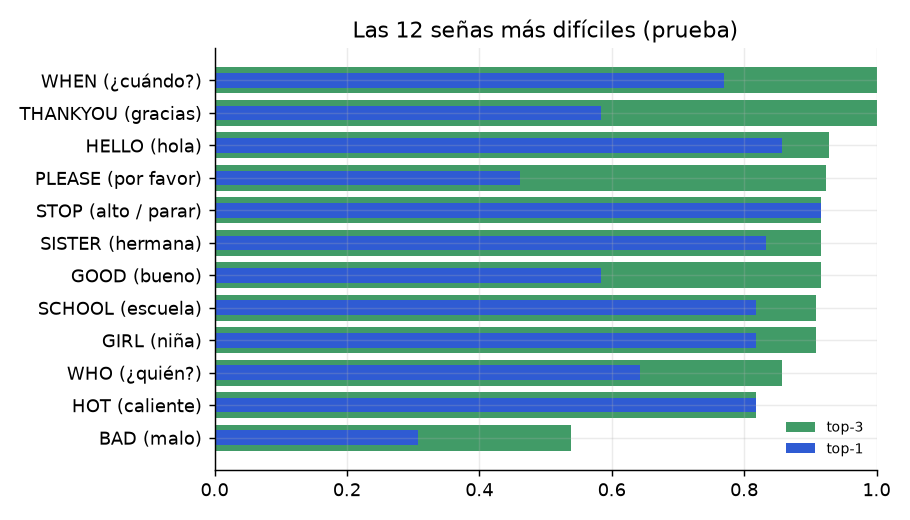 Las 12 señas más difíciles (prueba)
WHEN (¿cuándo?)
THANKYOU (gracias)
HELLO (hola)
PLEASE (por favor)
STOP (alto / parar)
SISTER (hermana)
GOOD (bueno)
SCHOOL (escuela)
GIRL (niña)
WHO (¿quién?)
HOT (caliente)
BAD (malo)
top-3
top-1
0.0 0.2 0.4 0.6 0.8 1.0